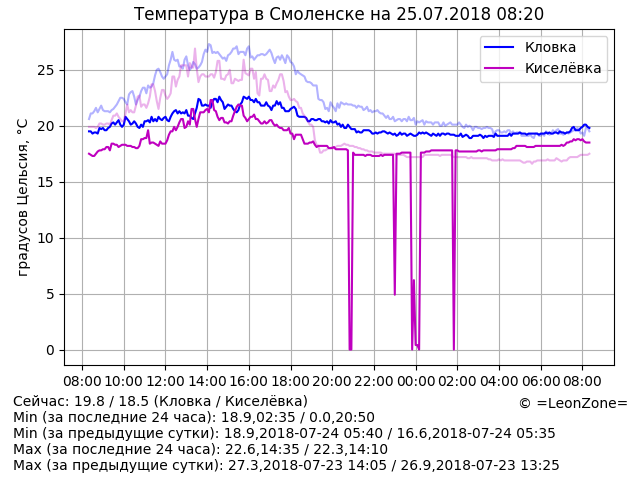 Температура в Смоленске на 25.07.2018 08:20
Кловка
Киселёвка
градусов Цельсия, °C
25
20
15
10
5
0
08:00 10:00 12:00 14:00 16:00 18:00 20:00 22:00 00:00 02:00 04:00 06:00 08:00
Сейчас: 19.8 / 18.5 (Кловка / Киселёвка)
© =LeonZone=
Min (за последние 24 часа): 18.9,02:35 / 0.0,20:50
Min (за предыдущие сутки): 18.9,2018-07-24 05:40 / 16.6,2018-07-24 05:35
Max (за последние 24 часа): 22.6,14:35 / 22.3,14:10
Max (за предыдущие сутки): 27.3,2018-07-23 14:05 / 26.9,2018-07-23 13:25